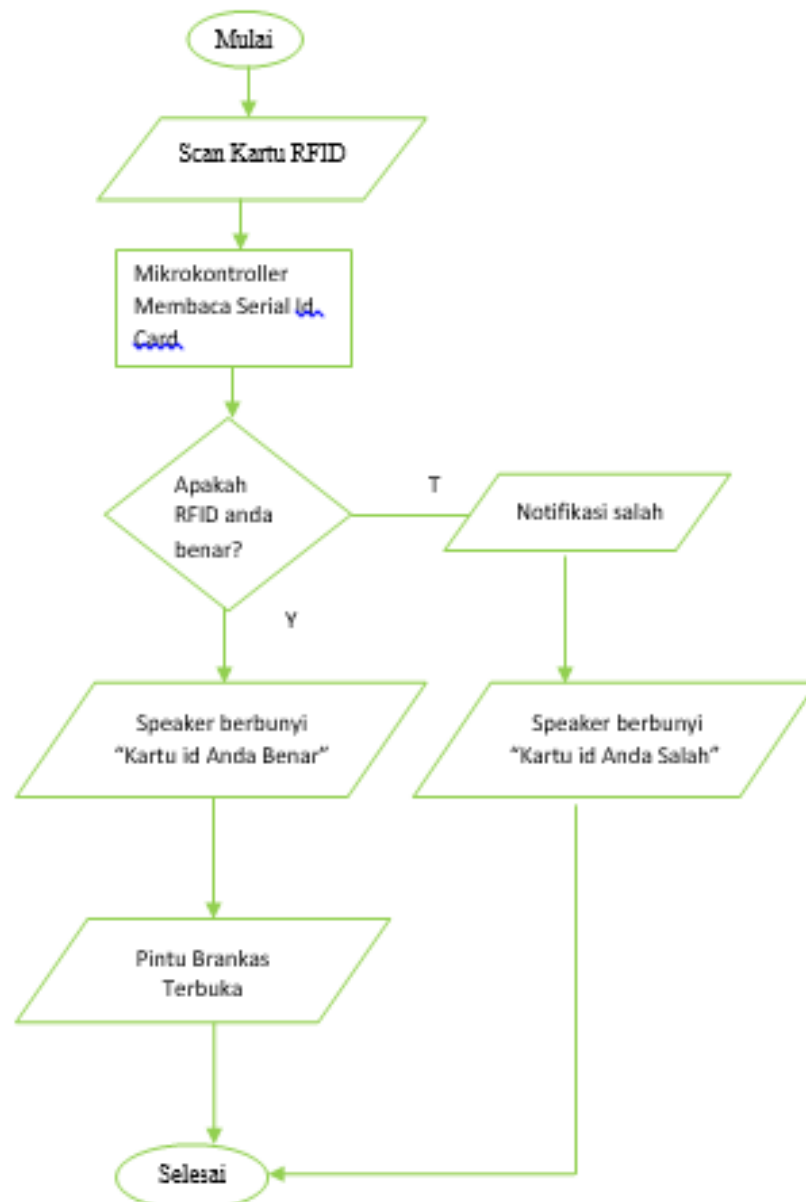 Mulai
Scan Kartu RFID
Mikrokontroller
Membaca Serial Id
Card
Apakah
RFID anda
benar?
T
Notifikasi salah
Y
Speaker berbunyi
“Kartu id Anda Benar”
Speaker berbunyi
“Kartu id Anda Salah”
Pintu Brankas
Terbuka
Selesai